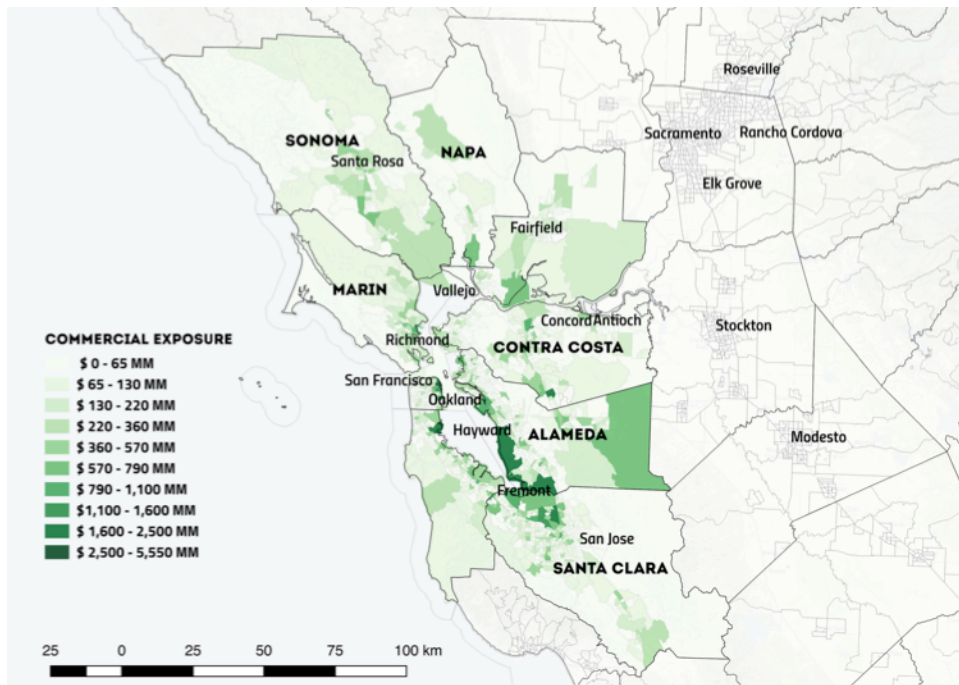 Roseville
Sacramento
Rancho Cordova
SONOMA
Santa Rosa
NAPA
Elk Grove
Fairfield
MARIN
Vallejo
Concord
Antioch
Stockton
COMMERCIAL EXPOSURE
Richmond
CONTRA COSTA
$ 0 - 65 MM
$ 65 - 130 MM
San Francisco
Oakland
$ 130 - 220 MM
$ 220 - 360 MM
Hayward
ALAMEDA
Modesto
$ 360 - 570 MM
$ 570 - 790 MM
$ 790 - 1,100 MM
Fremont
$1,100 - 1,600 MM
$ 1,600 - 2,500 MM
San Jose
$ 2,500 - 5,550 MM
SANTA CLARA
25 0 25 50 75 100 km